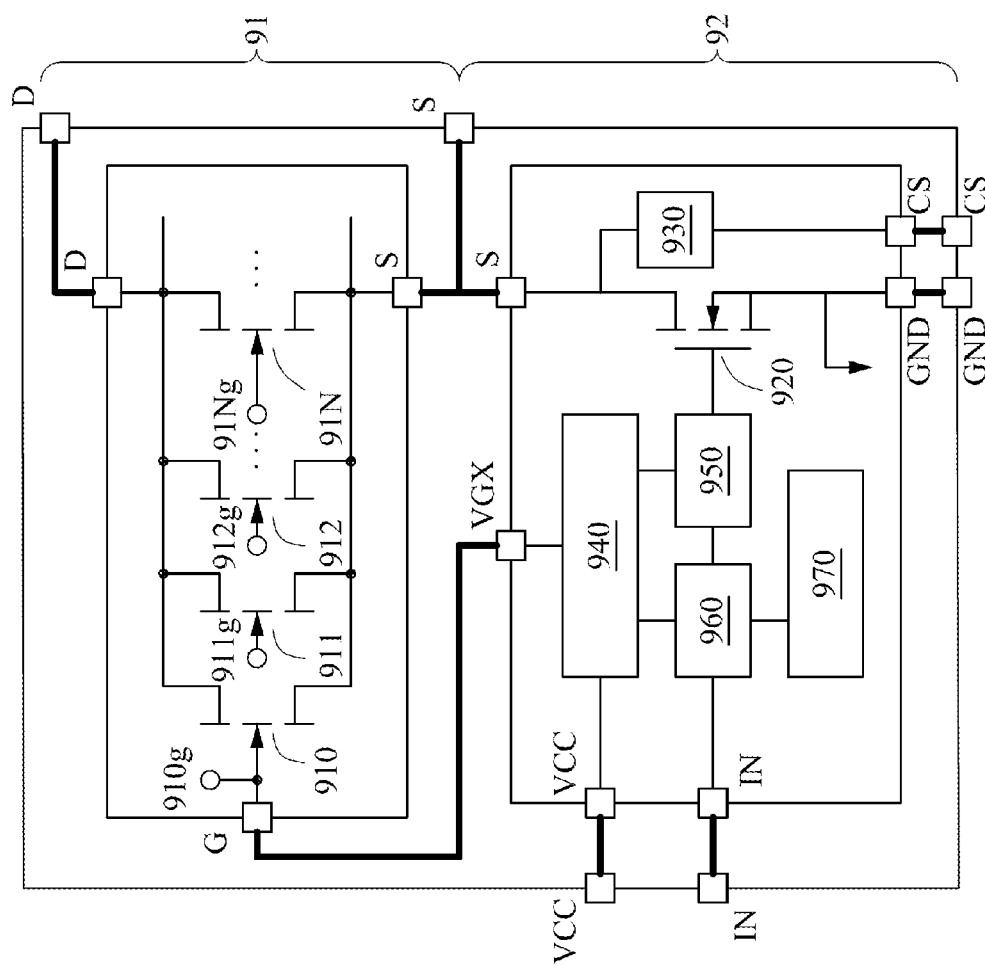 91
92
D
S
D
S
S
910g
911g
912g
91Ng
....
...
910
911
912
91N
G
VGX
930
940
920
950
960
970
VCC
VCC
IN
IN
GND
CS
GND
CS